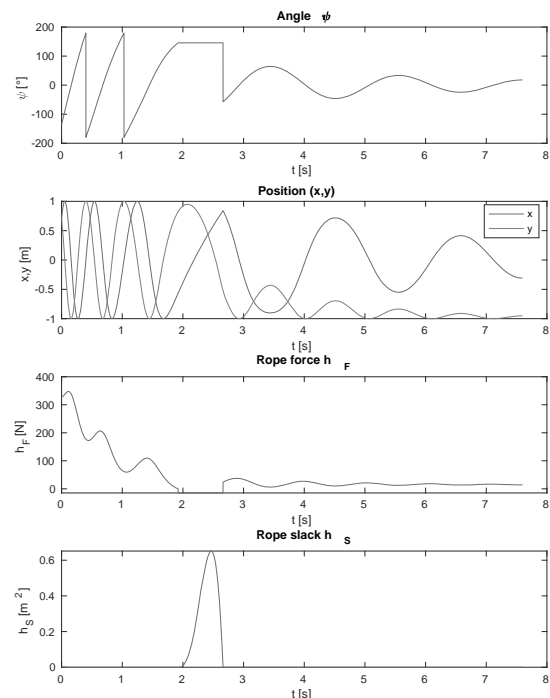 Angle ψ
200
100
0
-100
-200
ψ [°]
0 1 2 3 4 5 6 7 8
t [s]
Position (x,y)
1
0.5
0
-0.5
-1
x,y [m]
x
y
0 1 2 3 4 5 6 7 8
t [s]
Rope force h F
400
300
200
100
0
h F [N]
0 1 2 3 4 5 6 7 8
t [s]
Rope slack h S
0.6
0.4
0.2
0
h S [m 2]
0 1 2 3 4 5 6 7 8
t [s]